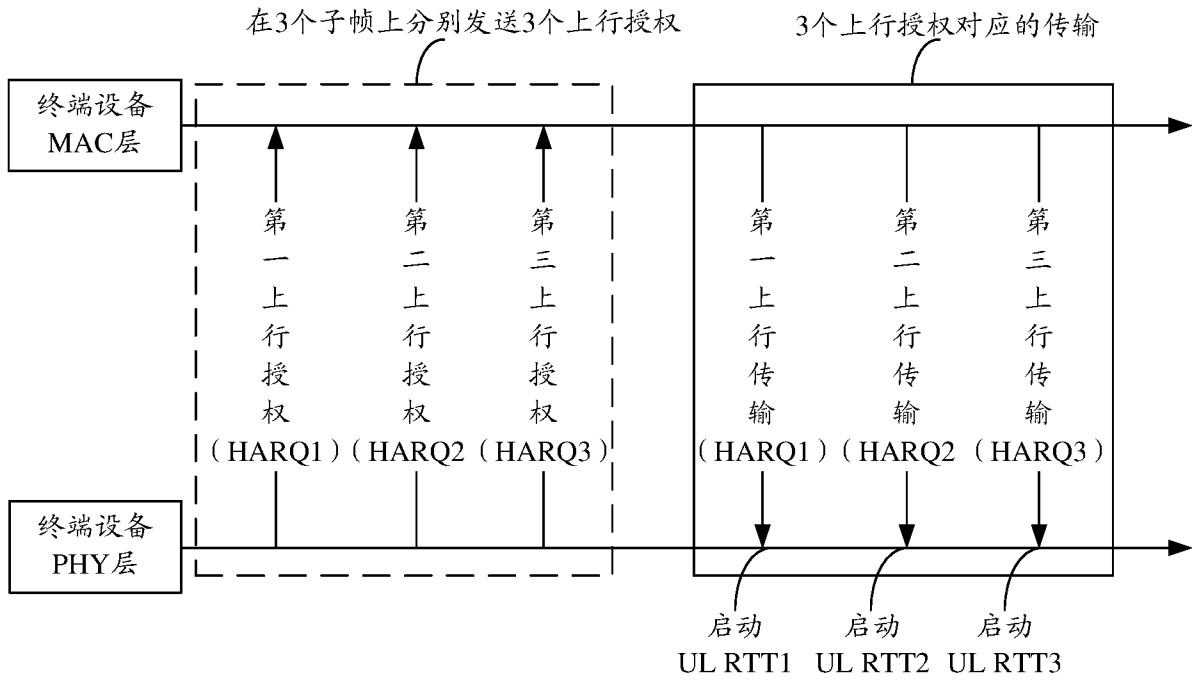 在3个子帧上分别发送3个上行授权
3个上行授权对应的传输
终端设备
MAC层
第一上行授权
(HARQ1)
第二上行授权
(HARQ2
第三上行授权
(HARQ3)
第一上行传输
(HARQ1)
第二上行传输
(HARQ2
第三上行传输
(HARQ3)
终端设备
PHY层
启动
UL RTT1
启动
UL RTT2
启动
UL RTT3